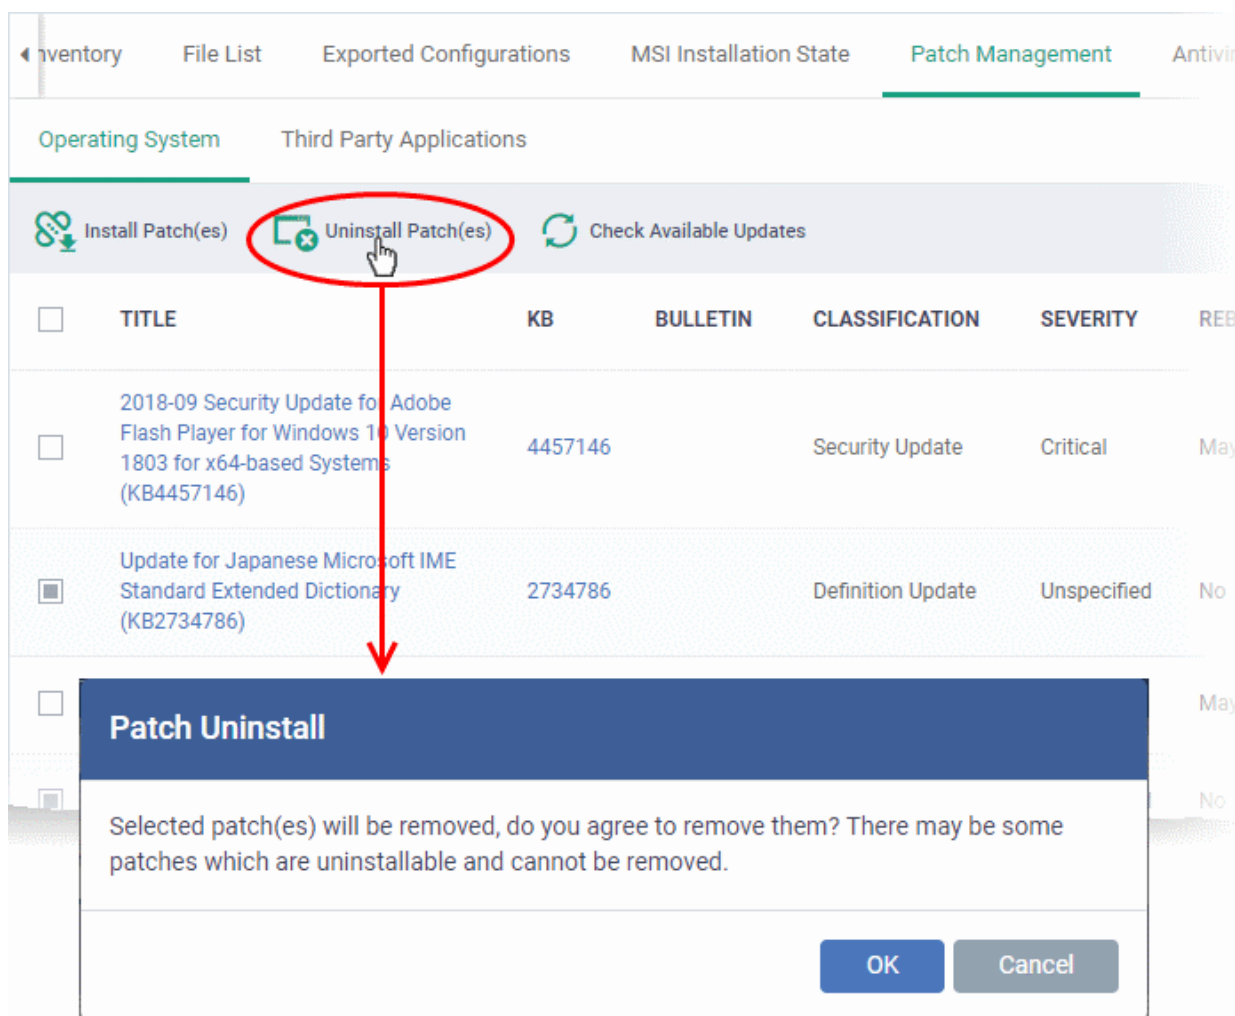 nventory File List Exported Configurations MSI Installation State Patch Management Antivi
Operating System Third Party Applications
Install Patch(es) Uninstall Patch(es) Check Available Updates
TITLE KB BULLETIN CLASSIFICATION SEVERITY REB
2018-09 Security Update for Adobe
Flash Player for Windows 10 Version
1803 for x64-based Systems
(KB4457146)
4457146 Security Update Critical May
Update for Japanese Microsoft IME
Standard Extended Dictionary
(KB2734786)
2734786 Definition Update Unspecified No
May
No
Patch Uninstall
Selected patch(es) will be removed, do you agree to remove them? There may be some
patches which are uninstallable and cannot be removed.
OK Cancel